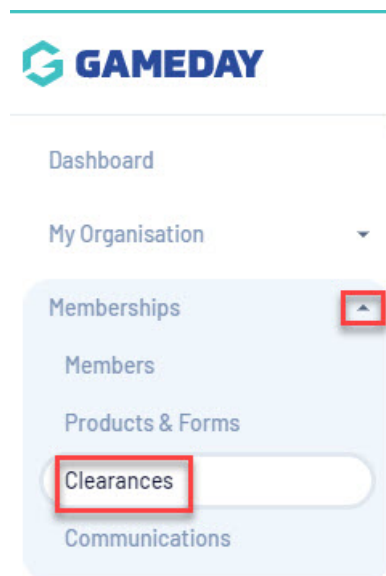 GAMEDAY
Dashboard
My Organisation
Memberships
Members
Products & Forms
Clearances
Communications